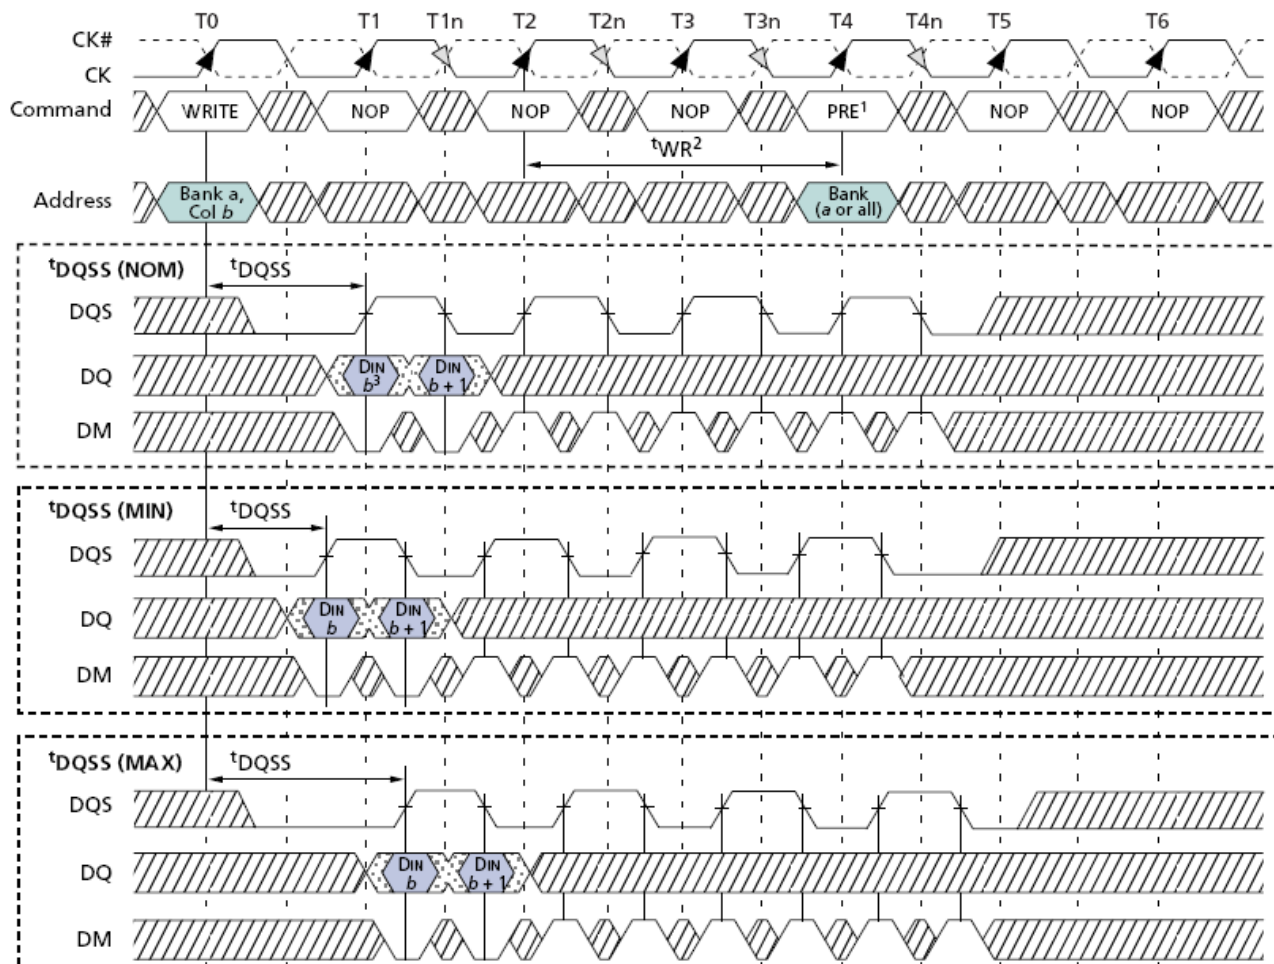 T0 T1 T1n T2 T2n T3 T3n T4 T4n T5 T6
CK#
CK
Command WRITE NOP NOP NOP PRE¹ NOP NOP
ᵗWR²
Address Bank a, Bank
Col b (a or all)
ᵗDQSS (NOM) ᵗDQSS
DQS
DQ DIN DIN
b³ b + 1
DM
ᵗDQSS (MIN) ᵗDQSS
DQS
DQ DIN DIN
b b + 1
DM
ᵗDQSS (MAX) ᵗDQSS
DQS
DQ DIN DIN
b b + 1
DM